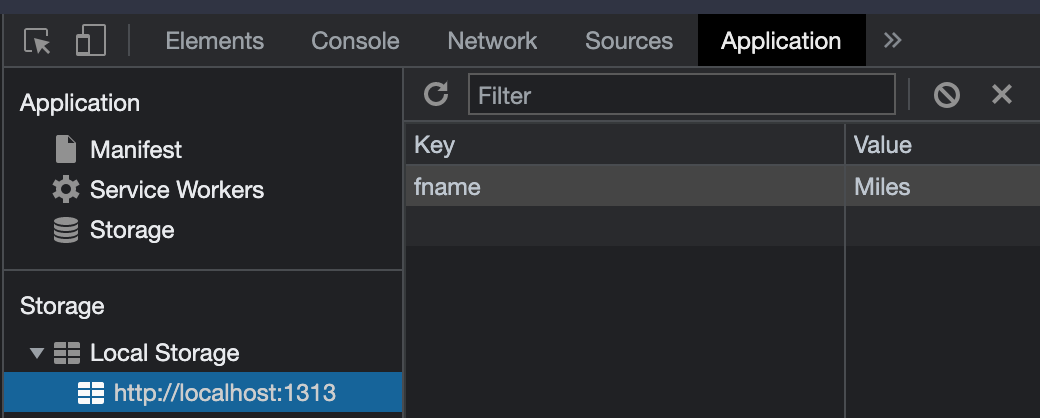 Elements Console Network Sources Application »
Application
Manifest
Service Workers
Storage
Storage
Local Storage
http://localhost:1313
Filter
Key Value
fname Miles